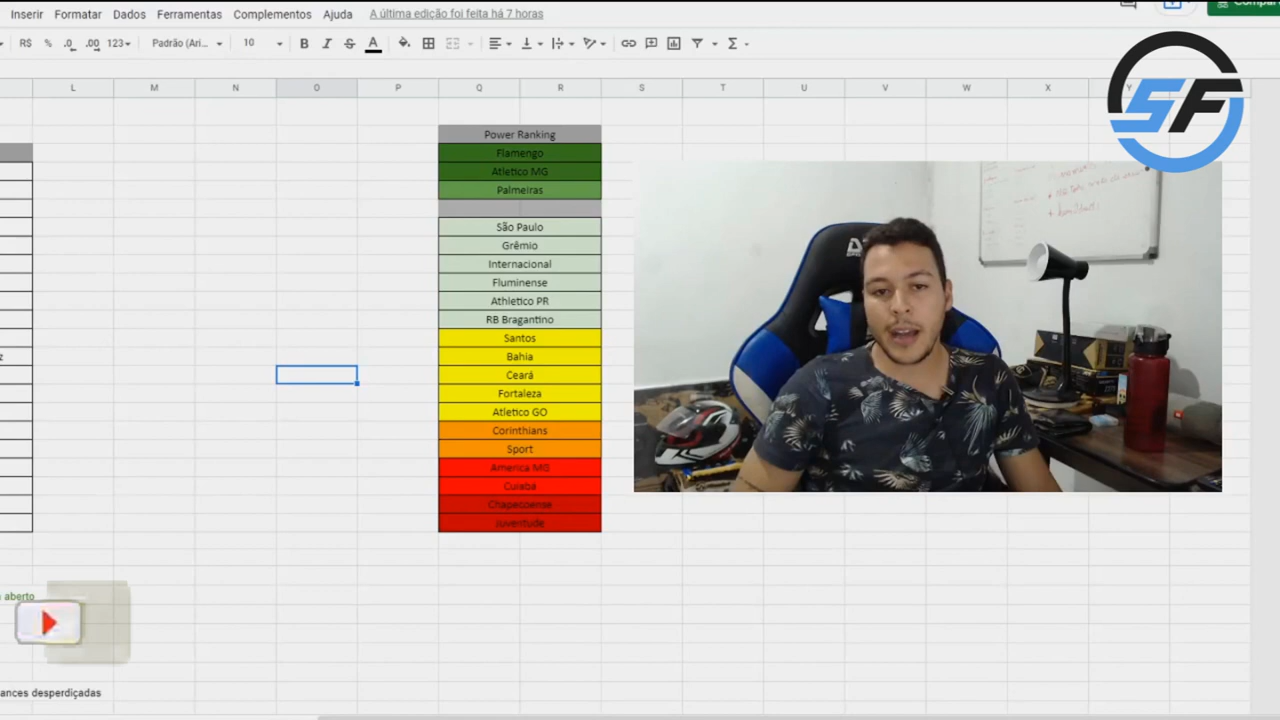 Inserir Formatar Dados Ferramentas Complementos Ajuda A última edição foi feita há 7 horas
R$ % .0 .00 123 Padrão (Ari... 10 B I S A
L M N O P Q R S T U V W X Y
SF
Power Ranking
Flamengo
Atletico MG
Palmeiras
São Paulo
Grêmio
Internacional
Fluminense
Athletico PR
RB Bragantino
Santos
Bahia
Ceará
Fortaleza
Atletico GO
Corinthians
Sport
America MG
Cuiabá
Chapecoense
Juventude
aberto
ances desperdiçadas